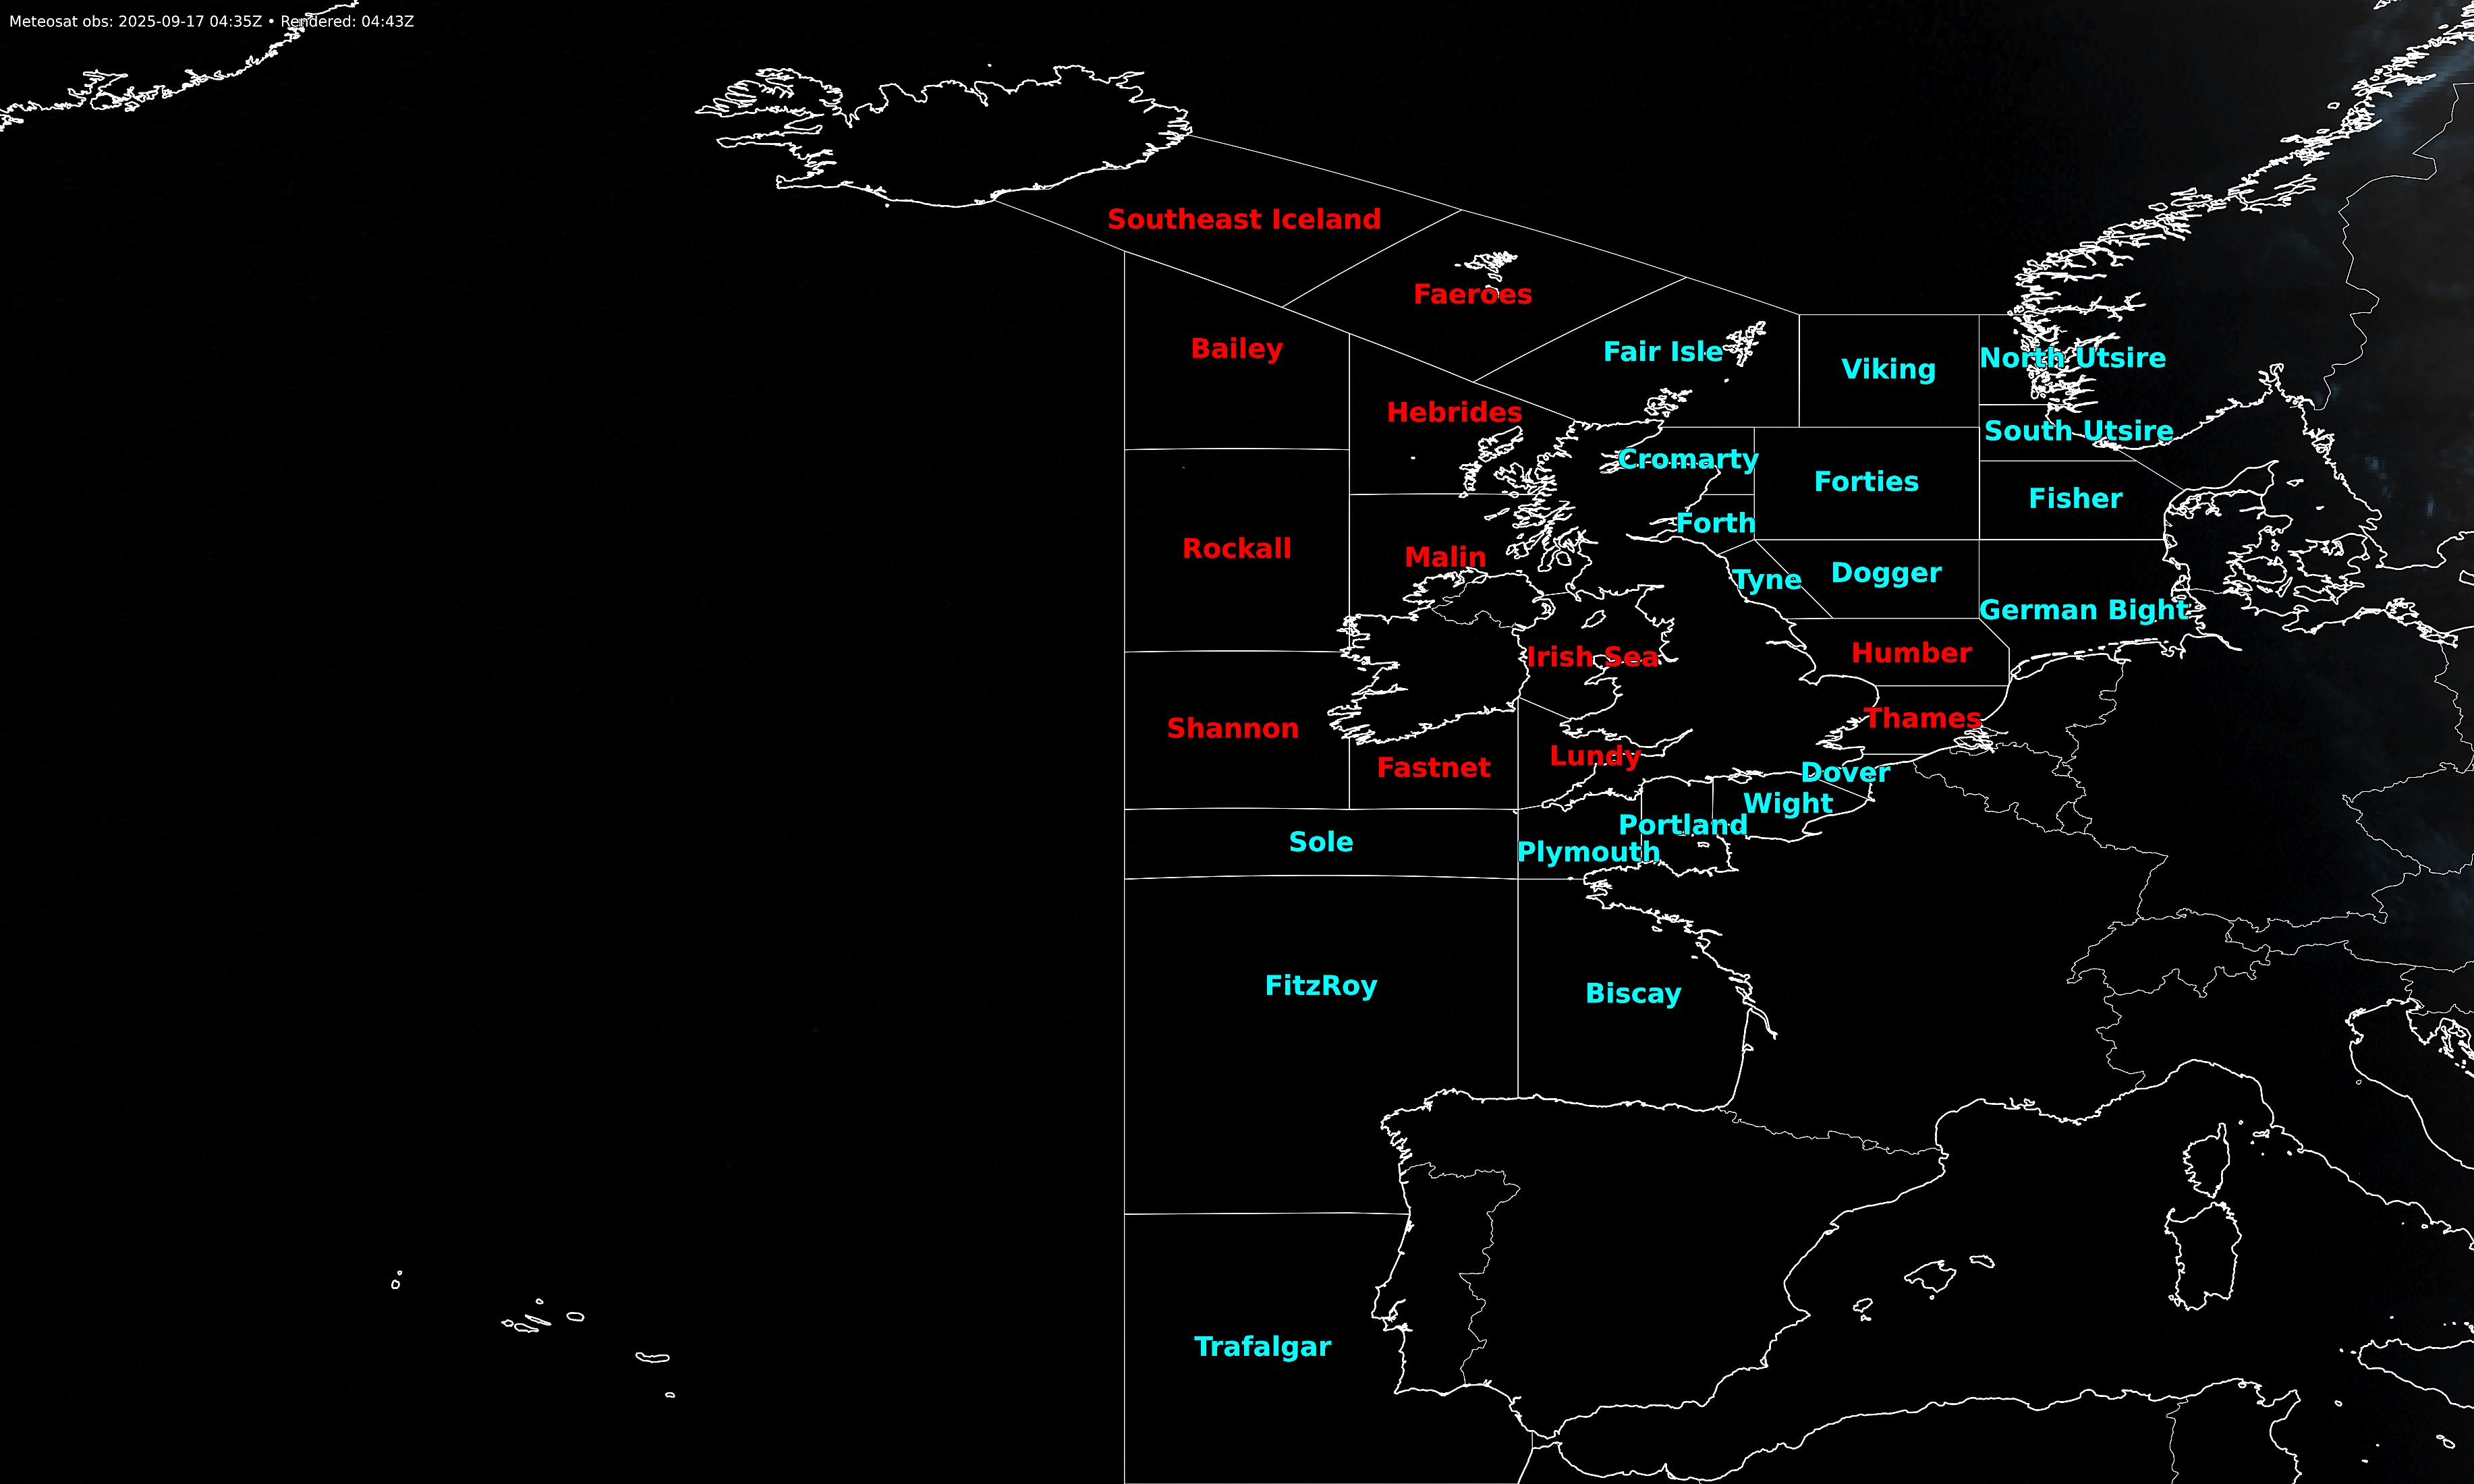 Meteosat obs: 2025-09-17 04:35Z • Rendered: 04:43Z
Southeast Iceland
Faeroes
Bailey
Fair Isle
North Utsire
Viking
Hebrides
South Utsire
Cromarty
Forties
Fisher
Forth
Rockall
Malin
Dogger
Tyne
German Bight
Humber
Irish Sea
Thames
Shannon
Lundy
Fastnet
Dover
Wight
Portland
Sole
Plymouth
FitzRoy
Biscay
Trafalgar